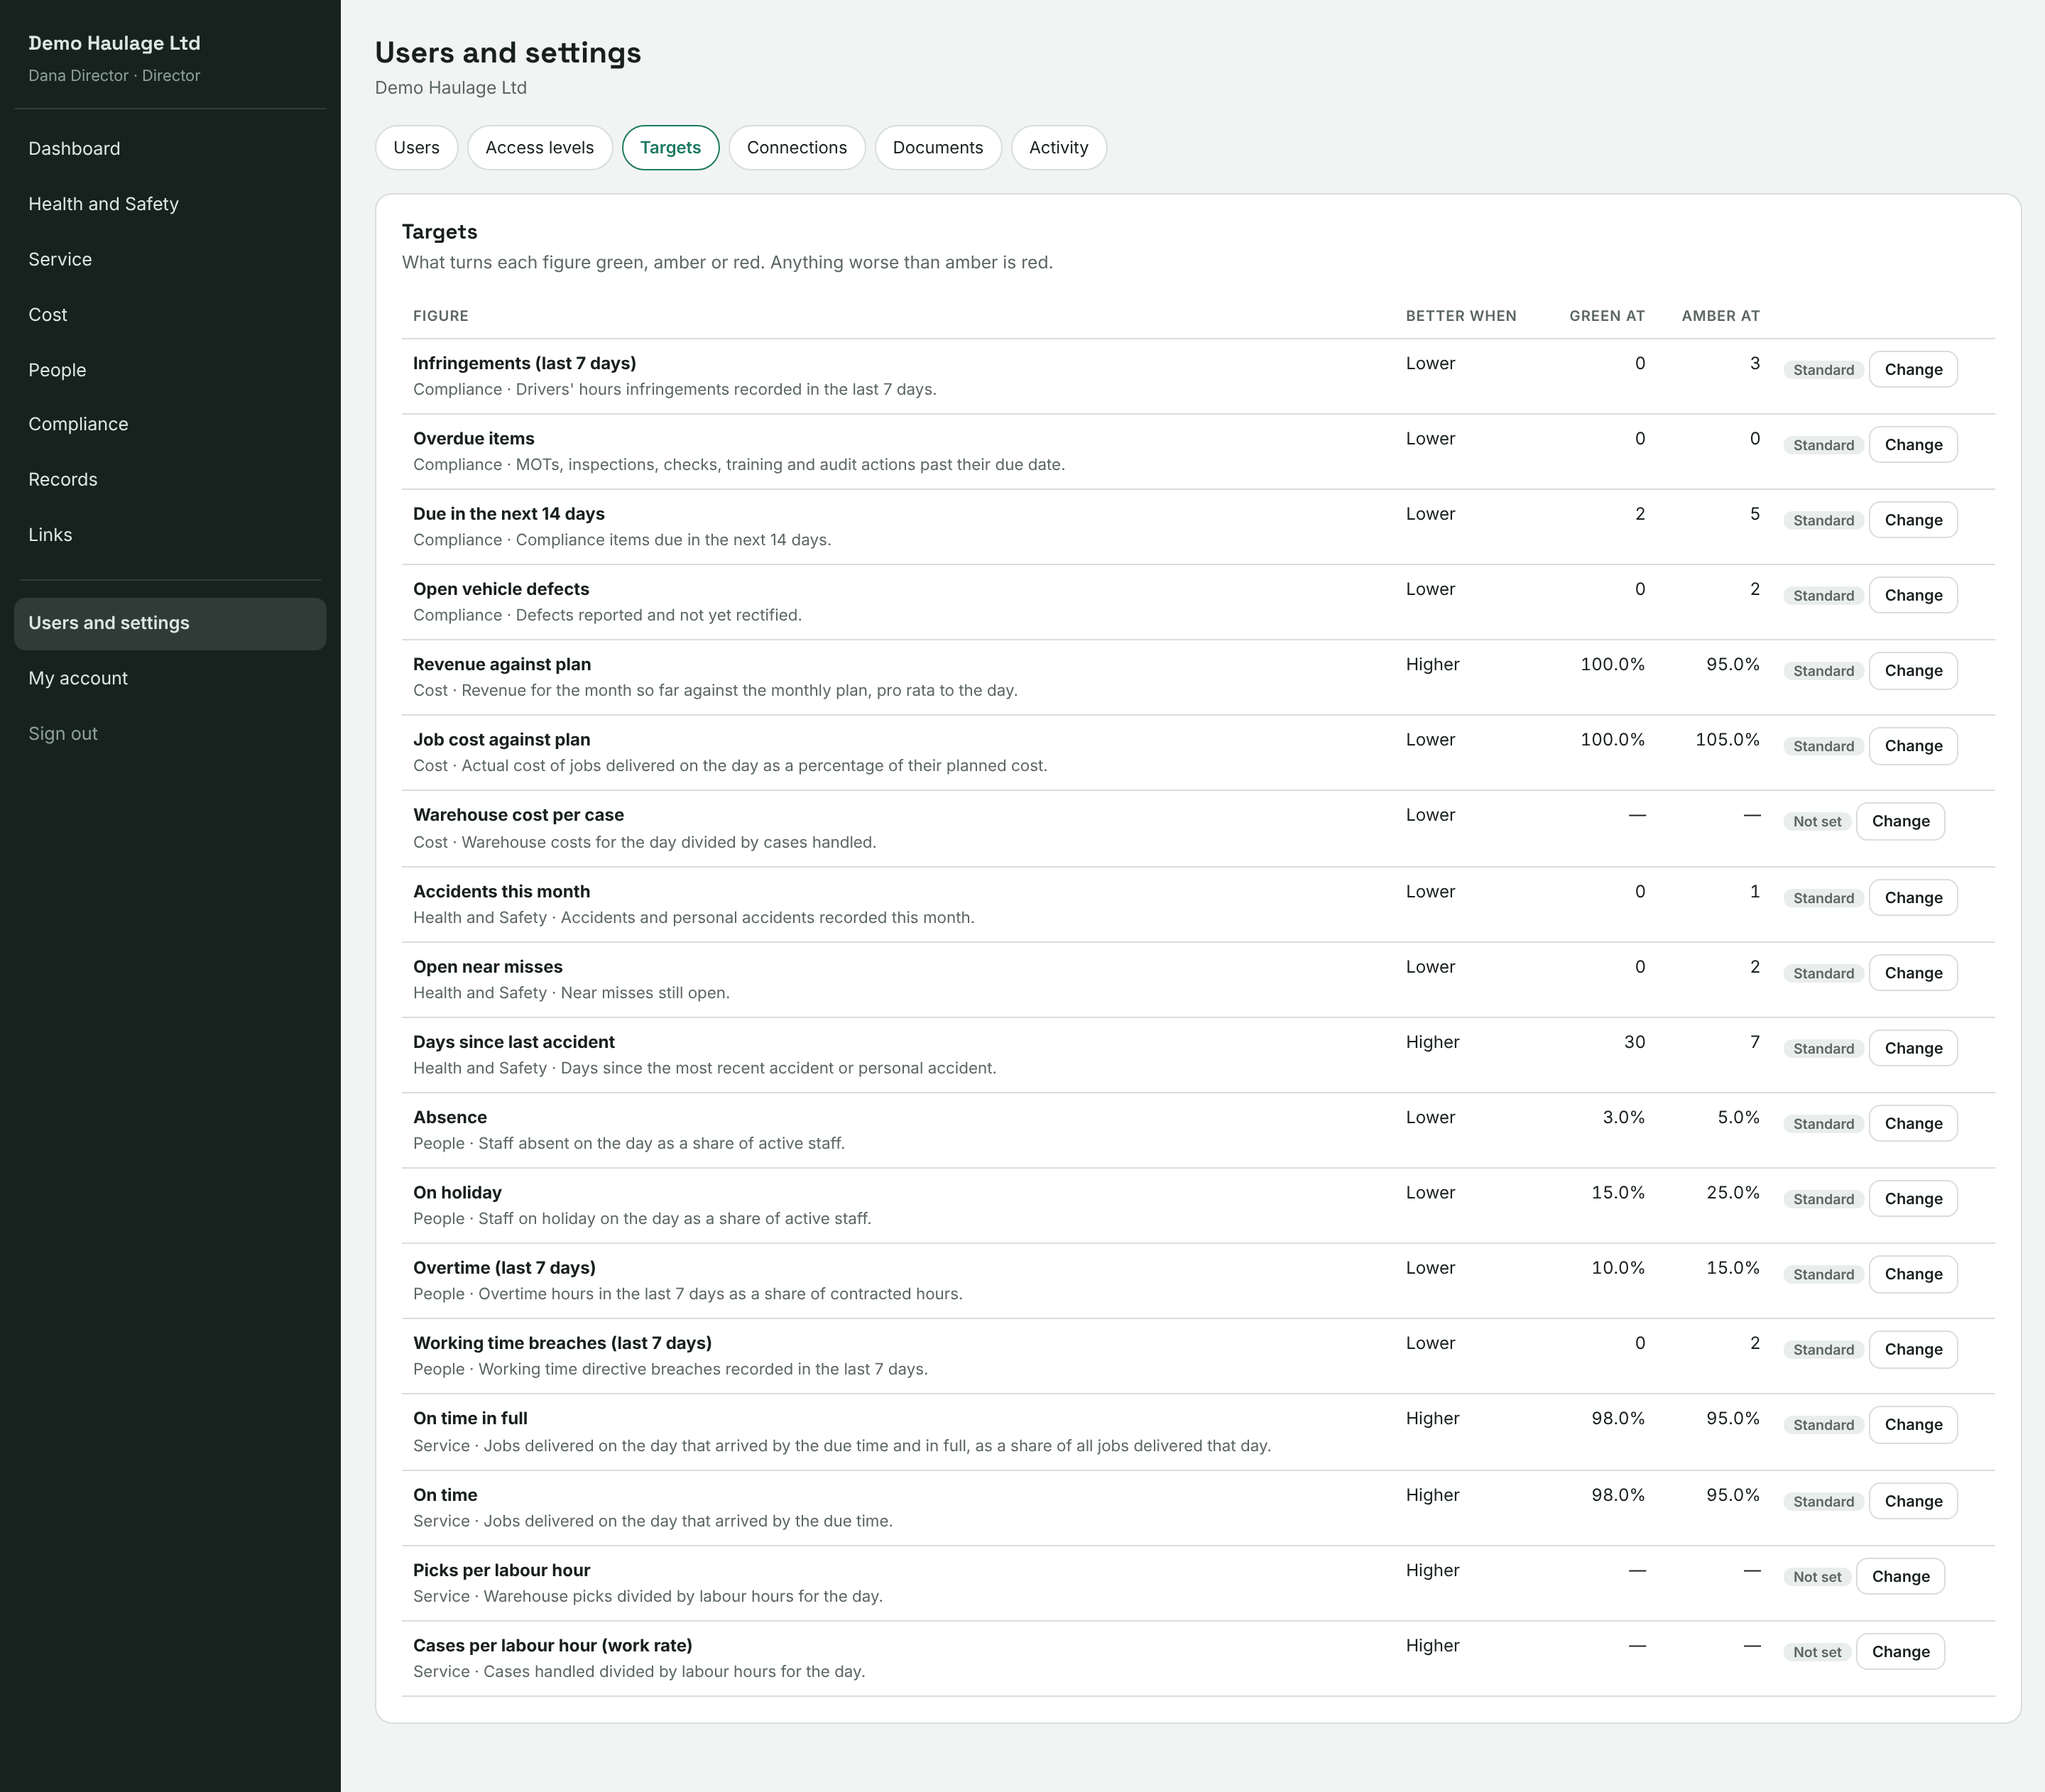 Demo Haulage Ltd
Dana Director · Director
Dashboard
Health and Safety
Service
Cost
People
Compliance
Records
Links
Users and settings
My account
Sign out
Users and settings
Demo Haulage Ltd
Users Access levels Targets Connections Documents Activity
Targets
What turns each figure green, amber or red. Anything worse than amber is red.
FIGURE BETTER WHEN GREEN AT AMBER AT
Infringements (last 7 days) Lower 0 3 Standard Change
Compliance · Drivers' hours infringements recorded in the last 7 days.
Overdue items Lower 0 0 Standard Change
Compliance · MOTs, inspections, checks, training and audit actions past their due date.
Due in the next 14 days Lower 2 5 Standard Change
Compliance · Compliance items due in the next 14 days.
Open vehicle defects Lower 0 2 Standard Change
Compliance · Defects reported and not yet rectified.
Revenue against plan Higher 100.0% 95.0% Standard Change
Cost · Revenue for the month so far against the monthly plan, pro rata to the day.
Job cost against plan Lower 100.0% 105.0% Standard Change
Cost · Actual cost of jobs delivered on the day as a percentage of their planned cost.
Warehouse cost per case Lower — — Not set Change
Cost · Warehouse costs for the day divided by cases handled.
Accidents this month Lower 0 1 Standard Change
Health and Safety · Accidents and personal accidents recorded this month.
Open near misses Lower 0 2 Standard Change
Health and Safety · Near misses still open.
Days since last accident Higher 30 7 Standard Change
Health and Safety · Days since the most recent accident or personal accident.
Absence Lower 3.0% 5.0% Standard Change
People · Staff absent on the day as a share of active staff.
On holiday Lower 15.0% 25.0% Standard Change
People · Staff on holiday on the day as a share of active staff.
Overtime (last 7 days) Lower 10.0% 15.0% Standard Change
People · Overtime hours in the last 7 days as a share of contracted hours.
Working time breaches (last 7 days) Lower 0 2 Standard Change
People · Working time directive breaches recorded in the last 7 days.
On time in full Higher 98.0% 95.0% Standard Change
Service · Jobs delivered on the day that arrived by the due time and in full, as a share of all jobs delivered that day.
On time Higher 98.0% 95.0% Standard Change
Service · Jobs delivered on the day that arrived by the due time.
Picks per labour hour Higher — — Not set Change
Service · Warehouse picks divided by labour hours for the day.
Cases per labour hour (work rate) Higher — — Not set Change
Service · Cases handled divided by labour hours for the day.